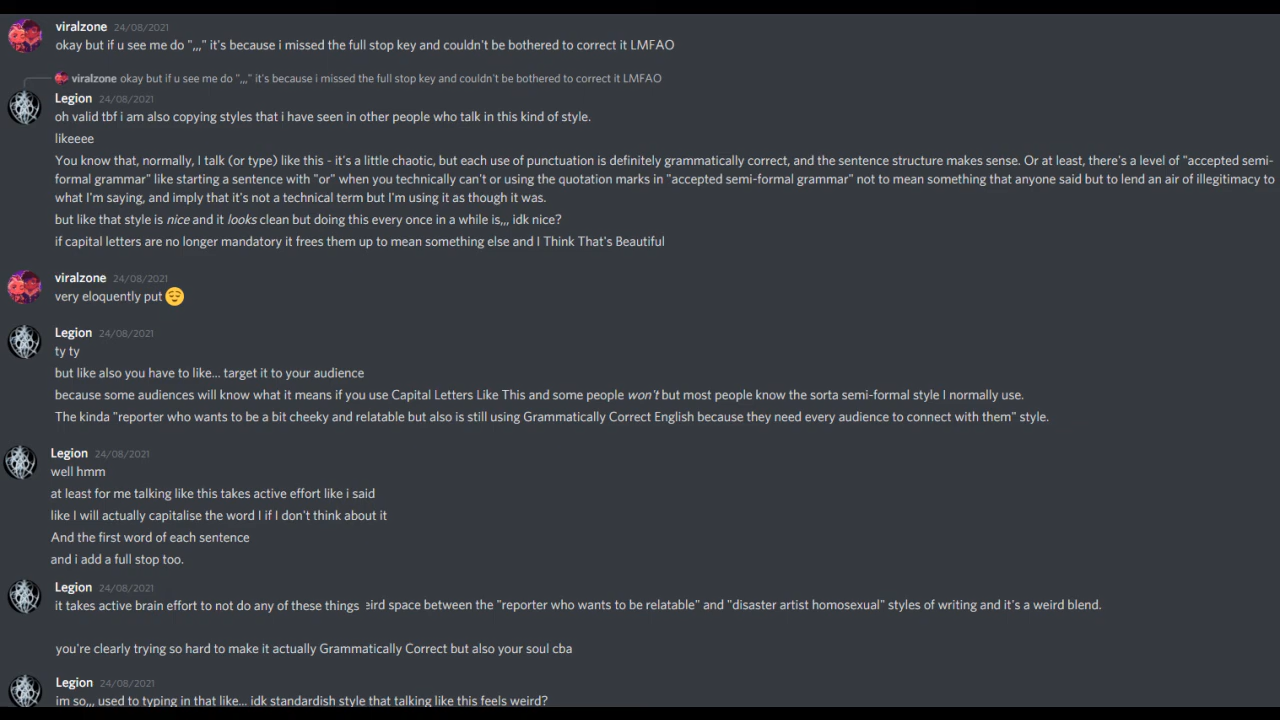 viralzone 24/08/2021
okay but if u see me do ",,," it's because i missed the full stop key and couldn't be bothered to correct it LMFAO
viralzone okay but if u see me do ",,," it's because i missed the full stop key and couldn't be bothered to correct it LMFAO
Legion 24/08/2021
oh valid tbf i am also copying styles that i have seen in other people who talk in this kind of style.
likeeee
You know that, normally, I talk (or type) like this - it's a little chaotic, but each use of punctuation is definitely grammatically correct, and the sentence structure makes sense. Or at least, there's a level of "accepted semi-
formal grammar" like starting a sentence with "or" when you technically can't or using the quotation marks in "accepted semi-formal grammar" not to mean something that anyone said but to lend an air of illegitimacy to
what I'm saying, and imply that it's not a technical term but I'm using it as though it was.
but like that style is nice and it looks clean but doing this every once in a while is,,, idk nice?
if capital letters are no longer mandatory it frees them up to mean something else and I Think That's Beautiful
viralzone 24/08/2021
very eloquently put 😌
Legion 24/08/2021
ty ty
but like also you have to like... target it to your audience
because some audiences will know what it means if you use Capital Letters Like This and some people won't but most people know the sorta semi-formal style I normally use.
The kinda "reporter who wants to be a bit cheeky and relatable but also is still using Grammatically Correct English because they need every audience to connect with them" style.
Legion 24/08/2021
well hmm
at least for me talking like this takes active effort like i said
like I will actually capitalise the word I if I don't think about it
And the first word of each sentence
and i add a full stop too.
Legion 24/08/2021
it takes active brain effort to not do any of these things eird space between the "reporter who wants to be relatable" and "disaster artist homosexual" styles of writing and it's a weird blend.
you're clearly trying so hard to make it actually Grammatically Correct but also your soul cba
Legion 24/08/2021
im so,,, used to typing in that like... idk standardish style that talking like this feels weird?